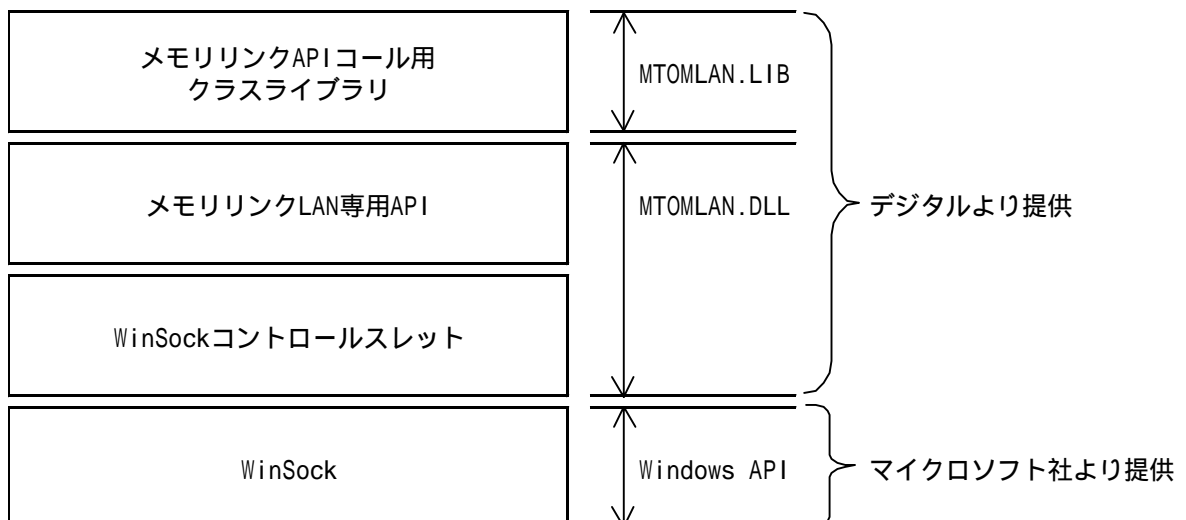 メモリリンクAPIコール用
クラスライブラリ
MTOMLAN.LIB
メモリリンクLAN専用API
MTOMLAN.DLL
デジタルより提供
WinSockコントロールスレット
WinSock
Windows API
マイクロソフト社より提供